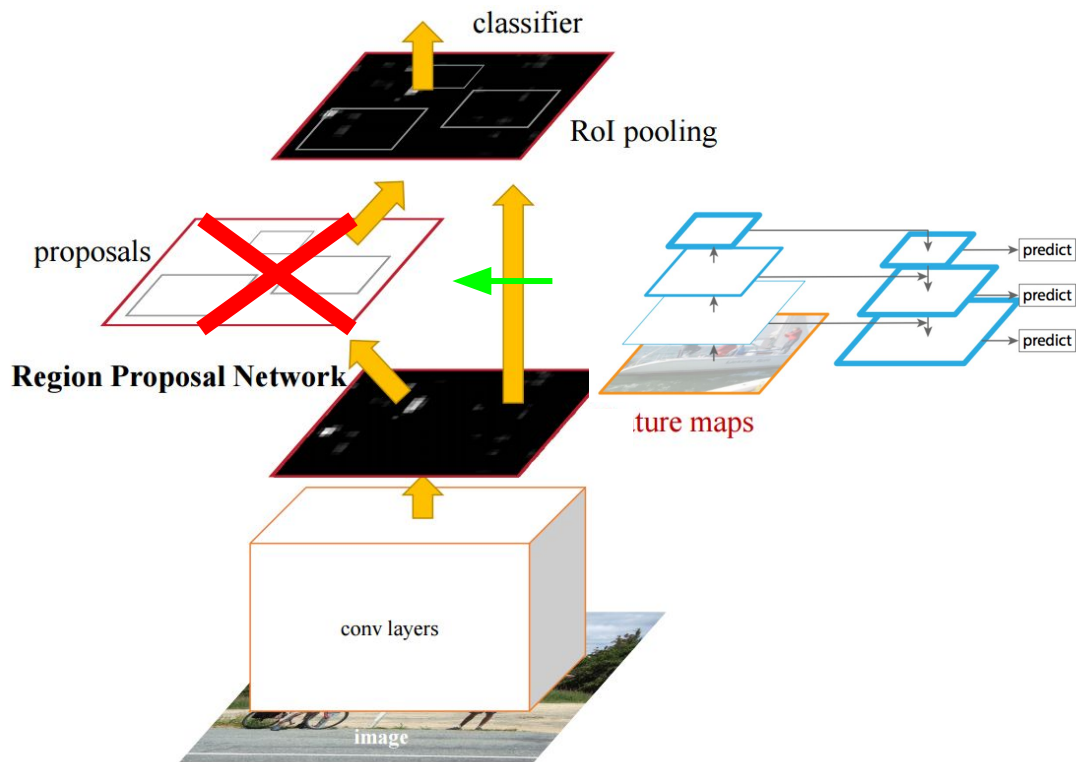 classifier
RoI pooling
proposals
predict
predict
predict
Region Proposal Network
ture maps
conv layers
image